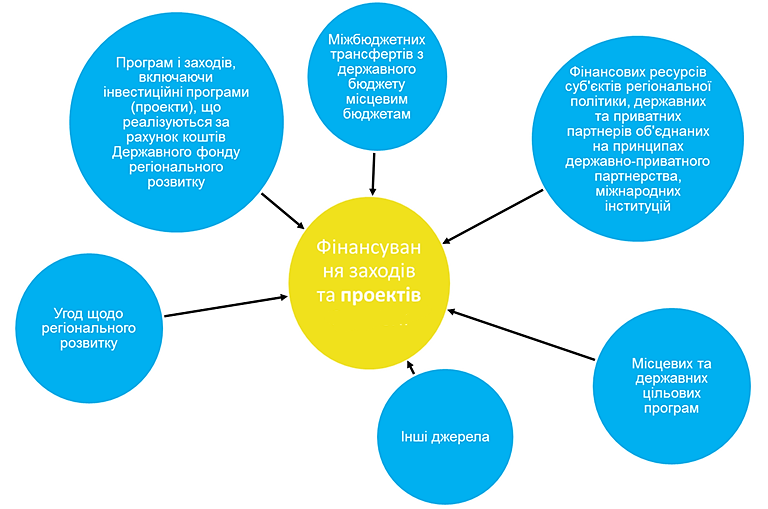 Програм і заходів,
включаючи
інвестиційні програми
(проекти), що
реалізуються за
рахунок коштів
Державного фонду
регіонального
розвитку
Міжбюджетних
трансфертів з
державного
бюджету
місцевим
бюджетам
Фінансових ресурсів
суб'єктів регіональної
політики, державних
та приватних
партнерів об'єднаних
на принципах
державно-приватного
партнерства,
міжнародних
інституцій
Фінансуван
ня заходів
та проектів
Угод щодо
регіонального
розвитку
Місцевих та
державних
цільових
програм
Інші джерела